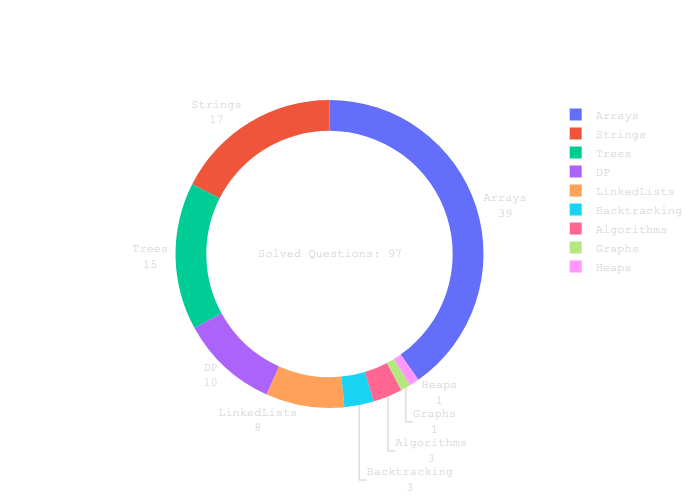 Strings
17
Arrays
39
Trees
15
Solved Questions: 97
DP
10
LinkedLists
8
Heaps
1
Graphs
1
Algorithms
3
Backtracking
3
Arrays
Strings
Trees
DP
LinkedLists
Backtracking
Algorithms
Graphs
Heaps